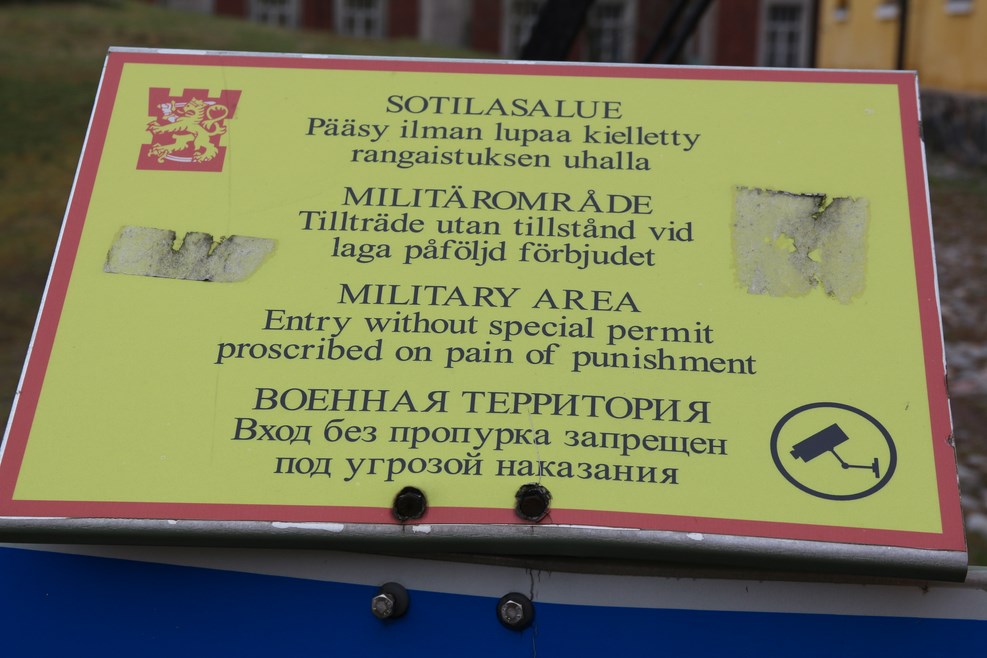 SOTILASALUE
Pääsy ilman lupaa kielletty
rangaistuksen uhalla
MILITÄROMRÅDE
Tillträde utan tillstånd vid
laga påföljd förbjudet
MILITARY AREA
Entry without special permit
proscribed on pain of punishment
ВОЕННАЯ ТЕРРИТОРИЯ
Вход без пропурка запрещен
под угрозой наказания